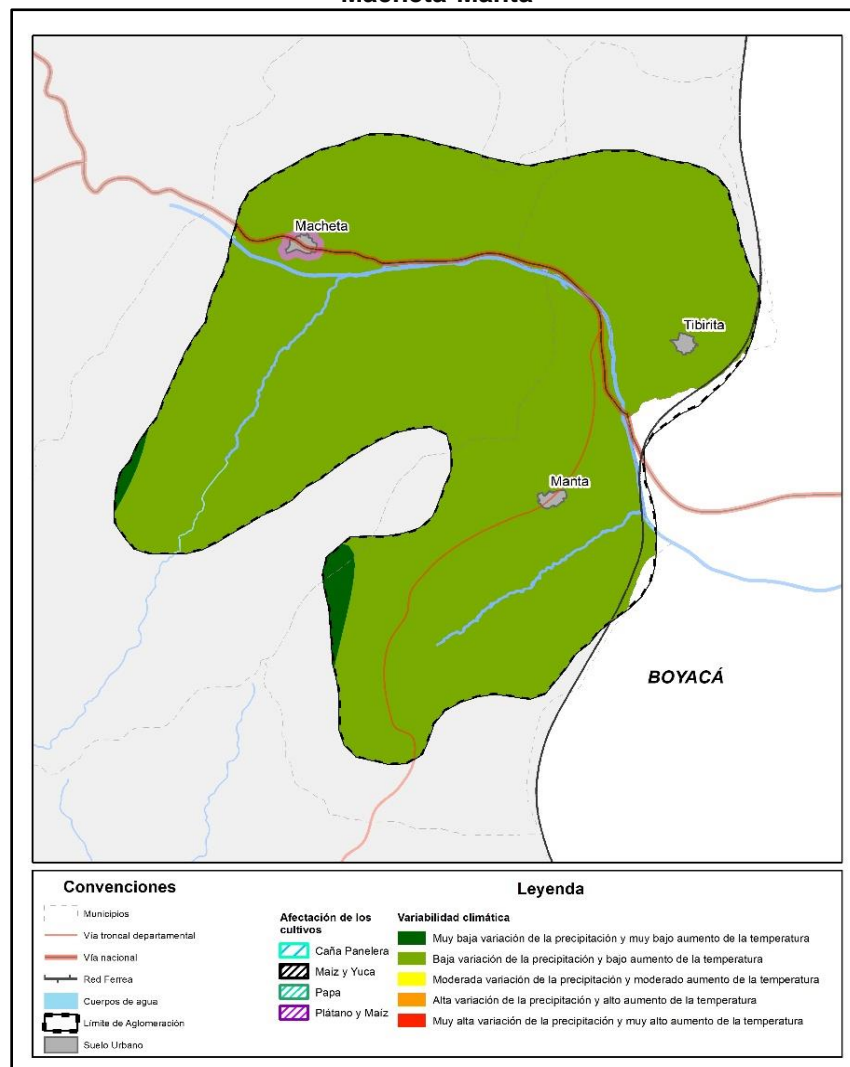 Macheta-Manta
Macheta
Tibirita
Manta
BOYACÁ
Convenciones
Municipios
Vía troncal departamental
Vía nacional
Red Ferrea
Cuerpos de agua
Límite de Aglomeración
Suelo Urbano
Leyenda
Afectación de los
cultivos
Caña Panelera
Maiz y Yuca
Papa
Plátano y Maíz
Variabilidad climática
Muy baja variación de la precipitación y muy bajo aumento de la temperatura
Baja variación de la precipitación y bajo aumento de la temperatura
Moderada variación de la precipitación y moderado aumento de la temperatura
Alta variación de la precipitación y alto aumento de la temperatura
Muy alta variación de la precipitación y muy alto aumento de la temperatura